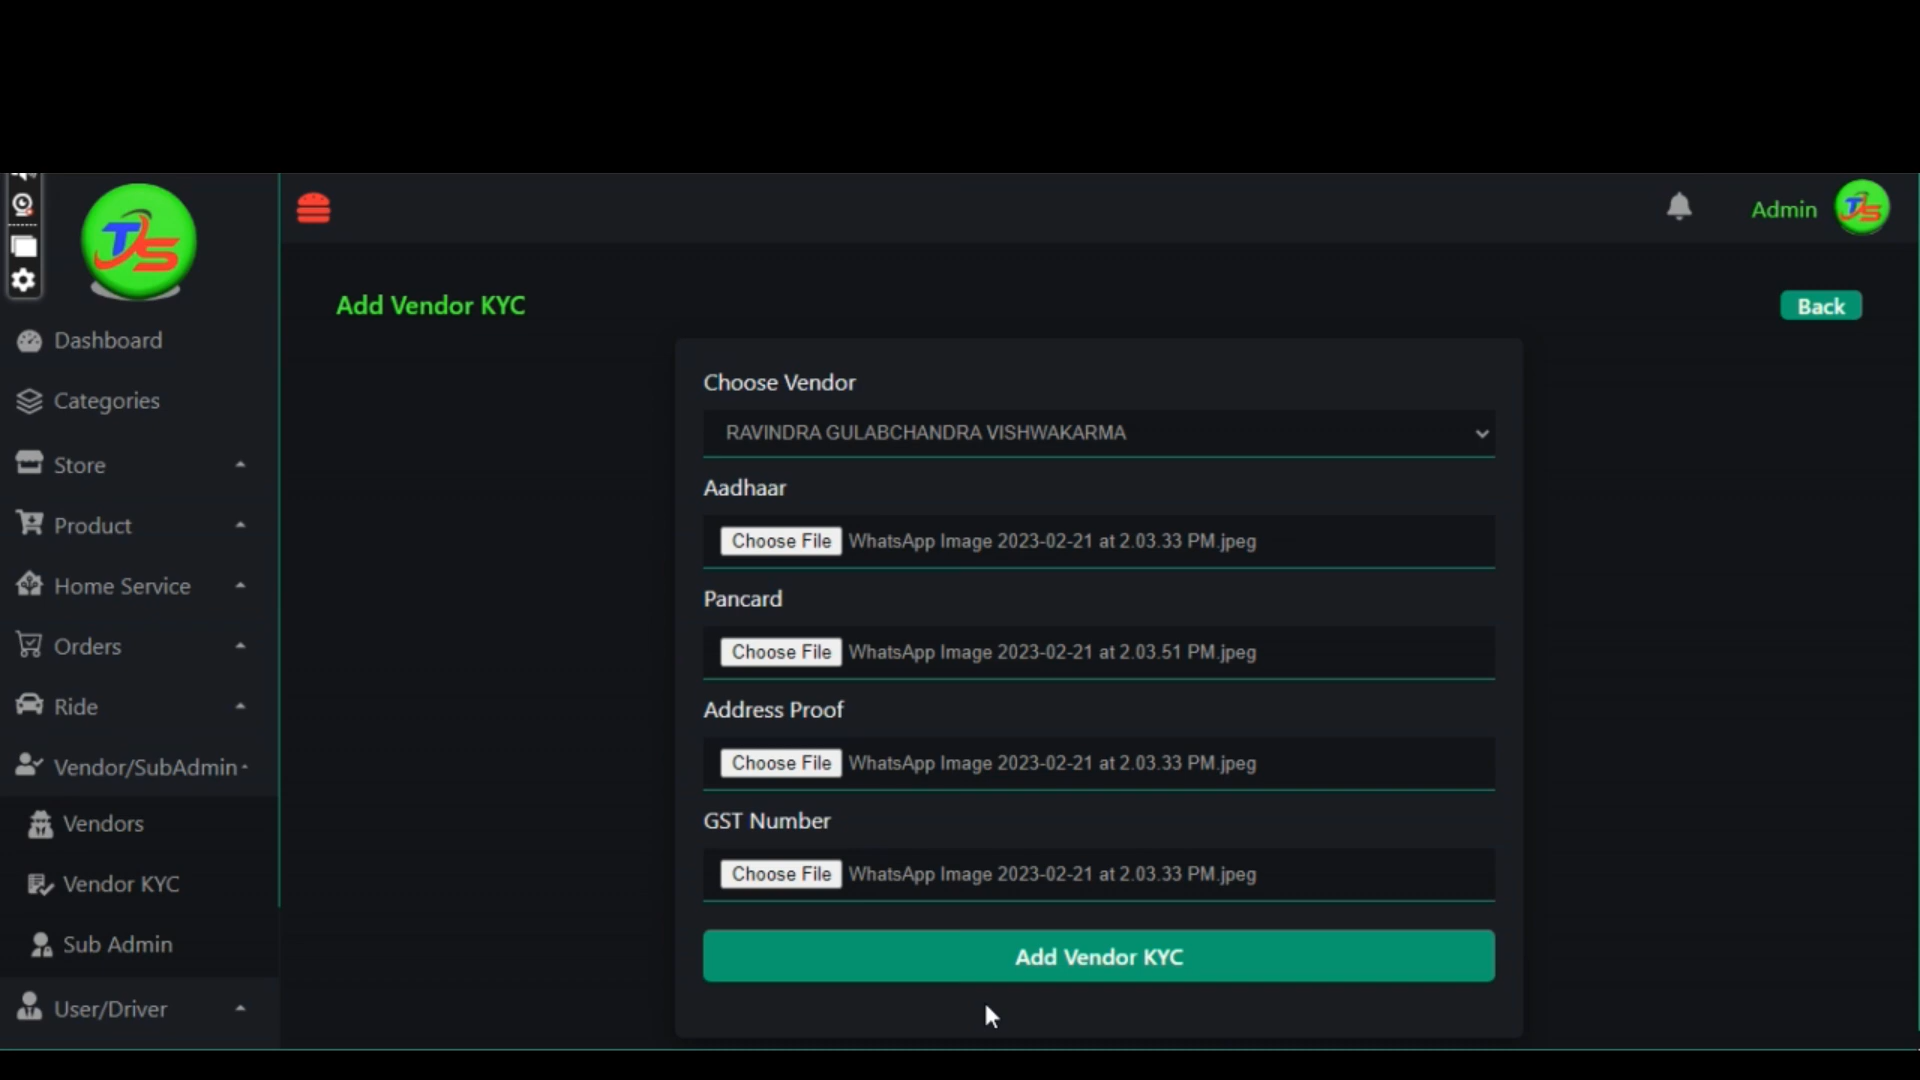 TJS
Admin
TJS
Add Vendor KYC
Back
Dashboard
Categories
Store
Product
Home Service
Orders
Ride
Vendor/SubAdmin
Vendors
Vendor KYC
Sub Admin
User/Driver
Choose Vendor
RAVINDRA GULABCHANDRA VISHWAKARMA
Aadhaar
Choose File WhatsApp Image 2023-02-21 at 2.03.33 PM.jpeg
Pancard
Choose File WhatsApp Image 2023-02-21 at 2.03.51 PM.jpeg
Address Proof
Choose File WhatsApp Image 2023-02-21 at 2.03.33 PM.jpeg
GST Number
Choose File WhatsApp Image 2023-02-21 at 2.03.33 PM.jpeg
Add Vendor KYC